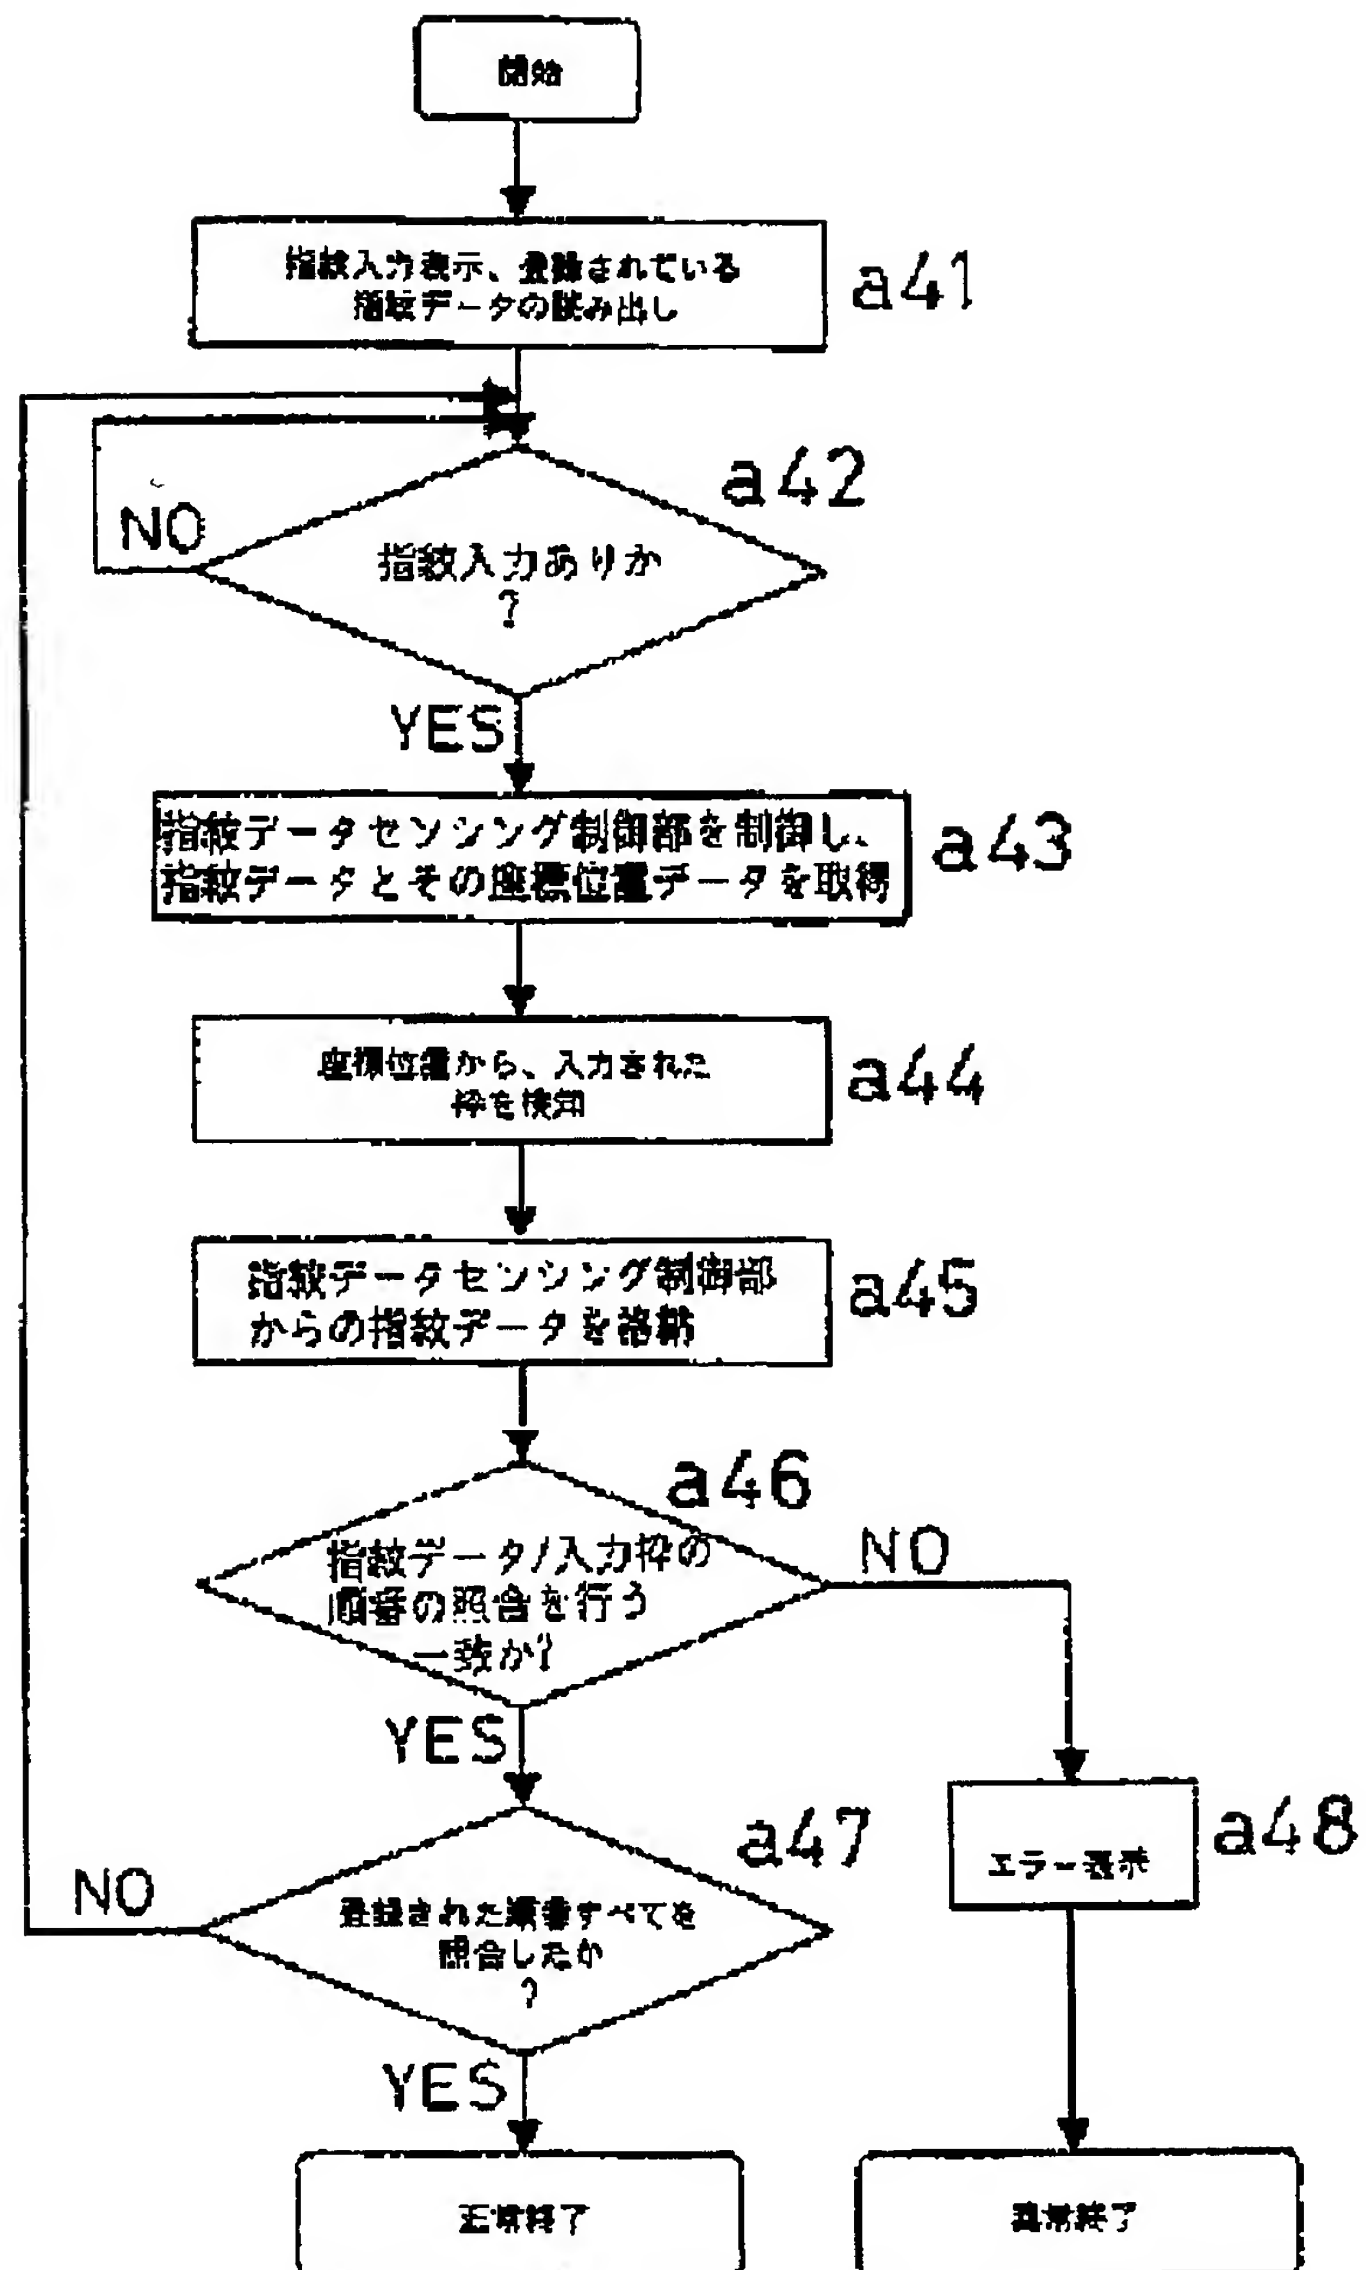 開始
指紋入力表示、登録されている
指紋データの読み出し
a41
a42
NO
指紋入力ありか
?
YES
指紋データセンシング制御部を制御し、
指紋データとその座標位置データを取得
a43
座標位置から、入力された
枠を検知
a44
指紋データセンシング制御部
からの指紋データを格納
a45
a46
指紋データ/入力枠の
順番の照合を行う
一致か?
NO
YES
a47
NO
登録された順番すべてを
照合したか
?
エラー表示
a48
YES
正常終了
異常終了